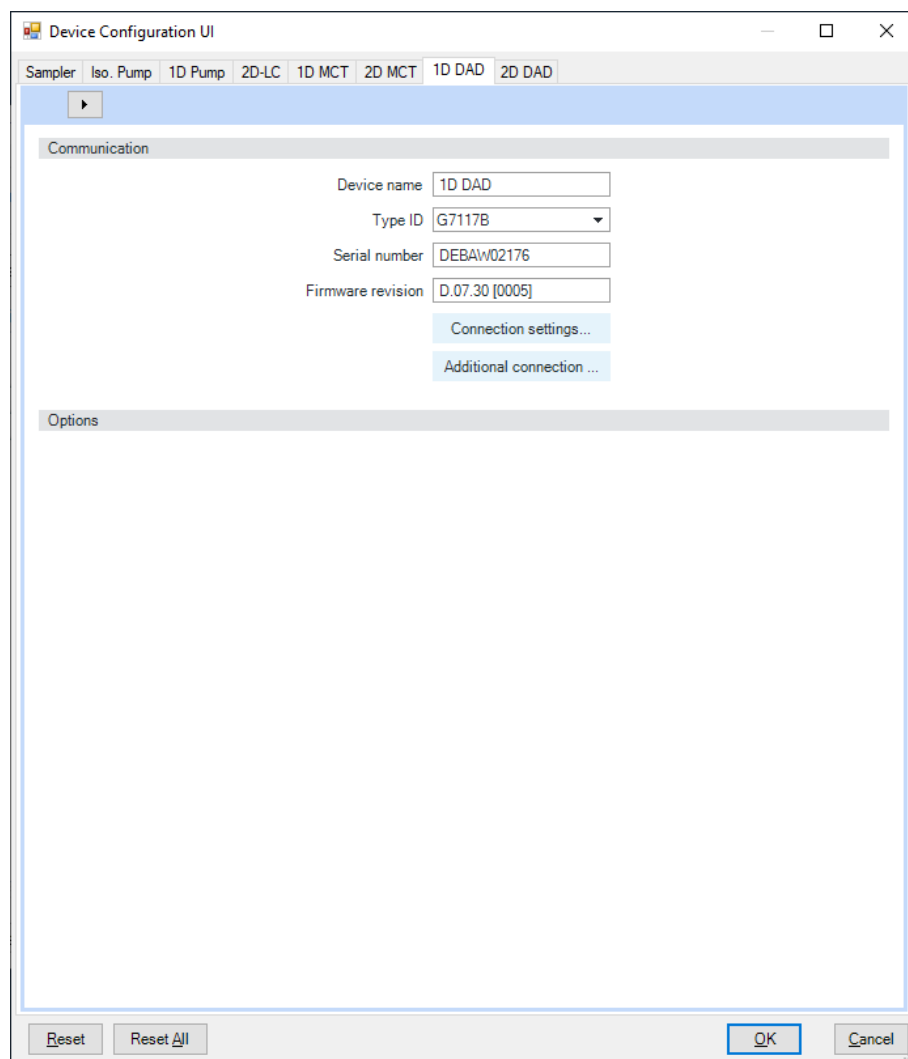 Device Configuration UI
Sampler Iso. Pump 1D Pump 2D-LC 1D MCT 2D MCT 1D DAD 2D DAD
Communication
Device name 1D DAD
Type ID G7117B
Serial number DEBAW02176
Firmware revision D.07.30 [0005]
Connection settings...
Additional connection ...
Options
Reset Reset All OK Cancel